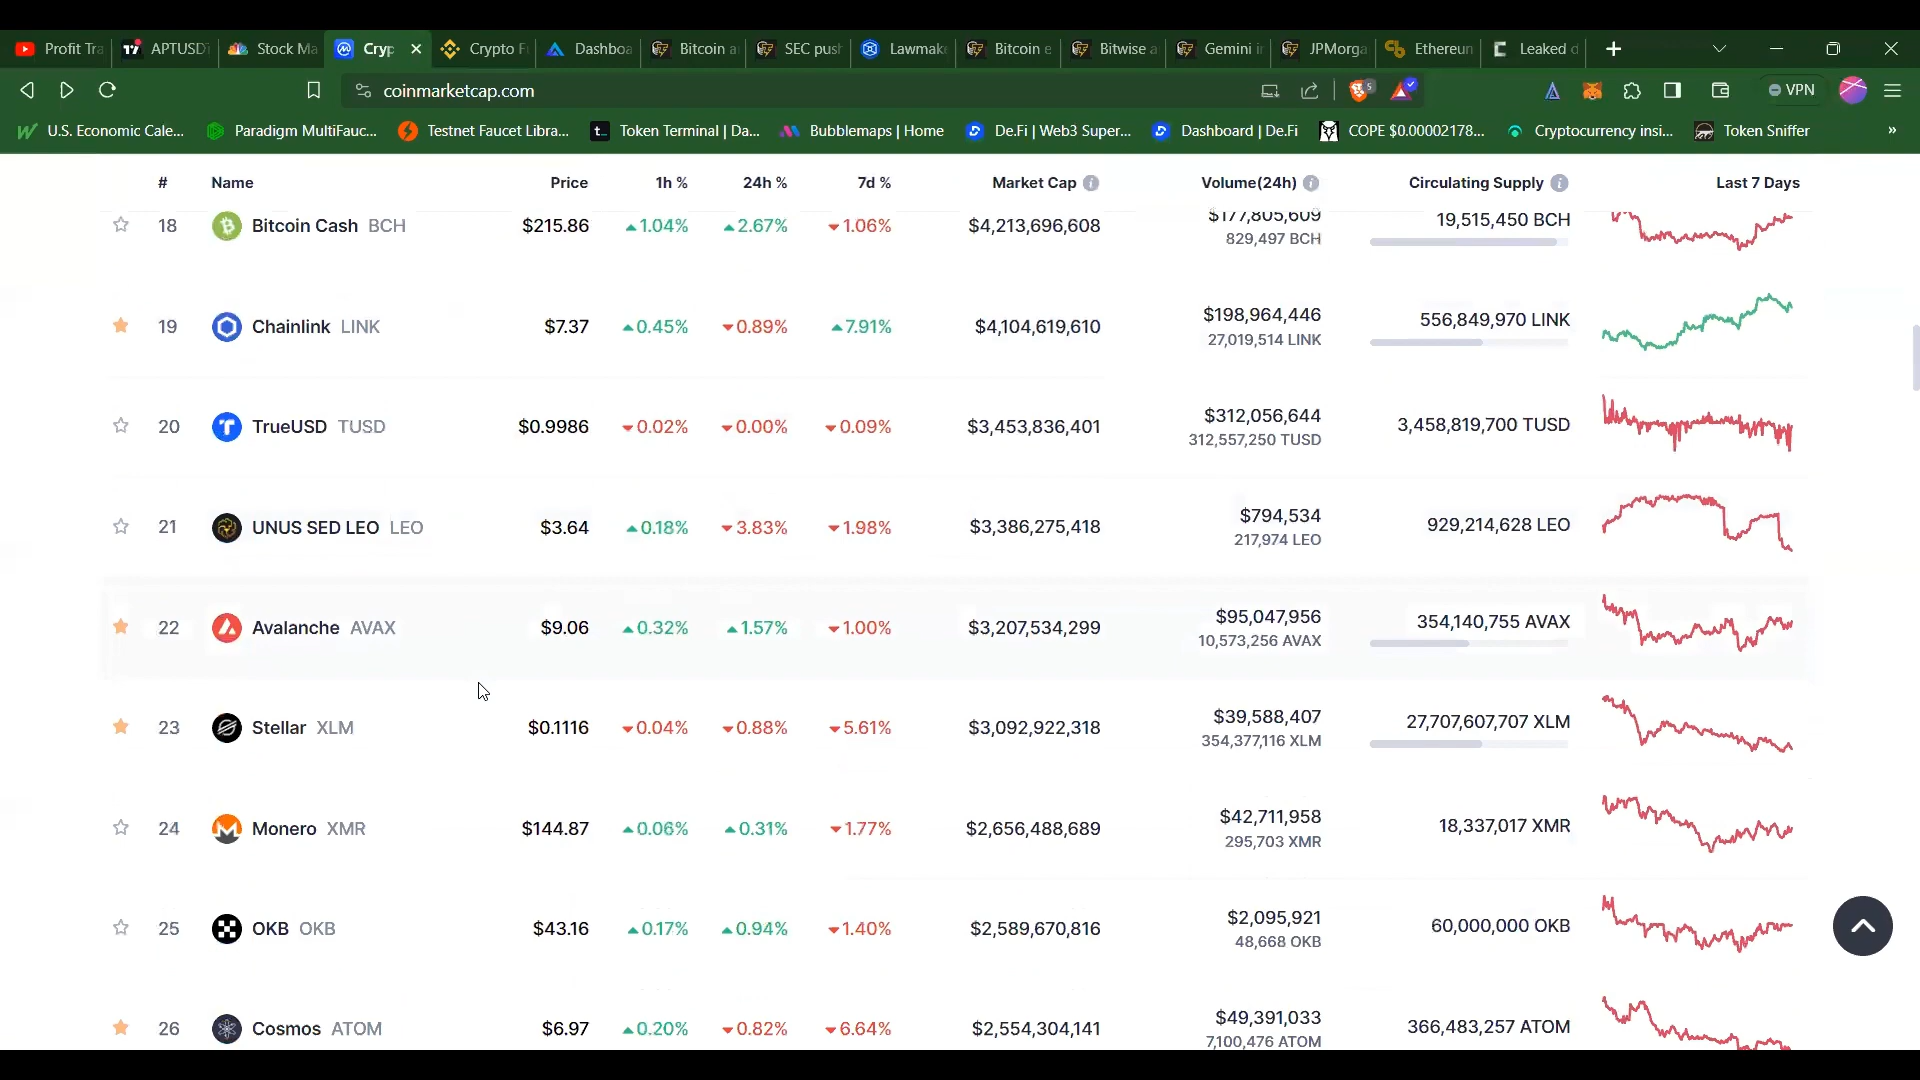 Profit Tra
APTUSDT
Stock Ma
Cryp
Crypto F
Dashboa
Bitcoin a
SEC push
Lawmake
Bitcoin e
Bitwise a
Gemini i
JPMorga
Ethereun
Leaked d
coinmarketcap.com
5
VPN
U.S. Economic Cale...
Paradigm MultiFauc...
Testnet Faucet Libra...
Token Terminal | Da...
Bubblemaps | Home
De.Fi | Web3 Super...
Dashboard | De.Fi
COPE $0.00002178...
Cryptocurrency insi...
Token Sniffer
»
# Name Price 1h % 24h % 7d % Market Cap Volume(24h) Circulating Supply Last 7 Days
18 Bitcoin Cash BCH $215.86 1.04% 2.67% 1.06% $4,213,696,608 $177,805,609 19,515,450 BCH
829,497 BCH
19 Chainlink LINK $7.37 0.45% 0.89% 7.91% $4,104,619,610 $198,964,446 556,849,970 LINK
27,019,514 LINK
20 TrueUSD TUSD $0.9986 0.02% 0.00% 0.09% $3,453,836,401 $312,056,644 3,458,819,700 TUSD
312,557,250 TUSD
21 UNUS SED LEO LEO $3.64 0.18% 3.83% 1.98% $3,386,275,418 $794,534 929,214,628 LEO
217,974 LEO
22 Avalanche AVAX $9.06 0.32% 1.57% 1.00% $3,207,534,299 $95,047,956 354,140,755 AVAX
10,573,256 AVAX
23 Stellar XLM $0.1116 0.04% 0.88% 5.61% $3,092,922,318 $39,588,407 27,707,607,707 XLM
354,377,116 XLM
24 Monero XMR $144.87 0.06% 0.31% 1.77% $2,656,488,689 $42,711,958 18,337,017 XMR
295,703 XMR
25 OKB OKB $43.16 0.17% 0.94% 1.40% $2,589,670,816 $2,095,921 60,000,000 OKB
48,668 OKB
26 Cosmos ATOM $6.97 0.20% 0.82% 6.64% $2,554,304,141 $49,391,033 366,483,257 ATOM
7,100,476 ATOM